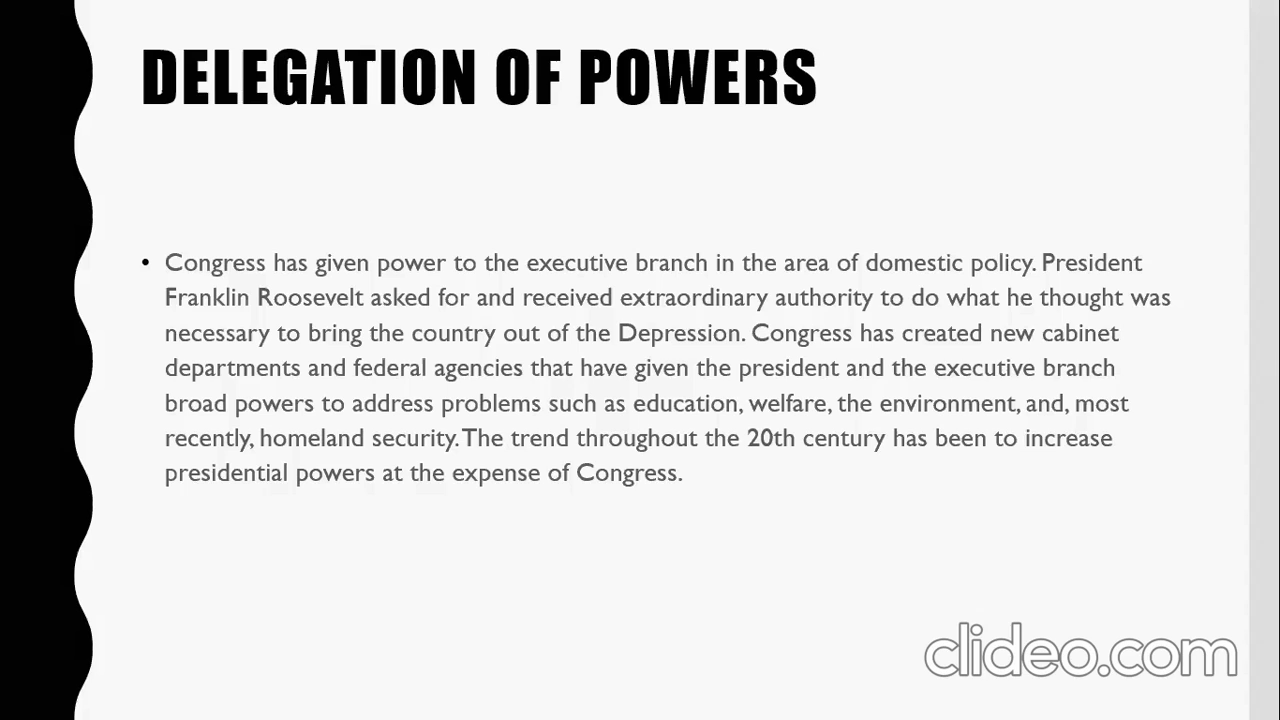 DELEGATION OF POWERS
• Congress has given power to the executive branch in the area of domestic policy. President
Franklin Roosevelt asked for and received extraordinary authority to do what he thought was
necessary to bring the country out of the Depression. Congress has created new cabinet
departments and federal agencies that have given the president and the executive branch
broad powers to address problems such as education, welfare, the environment, and, most
recently, homeland security. The trend throughout the 20th century has been to increase
presidential powers at the expense of Congress.
clideo.com